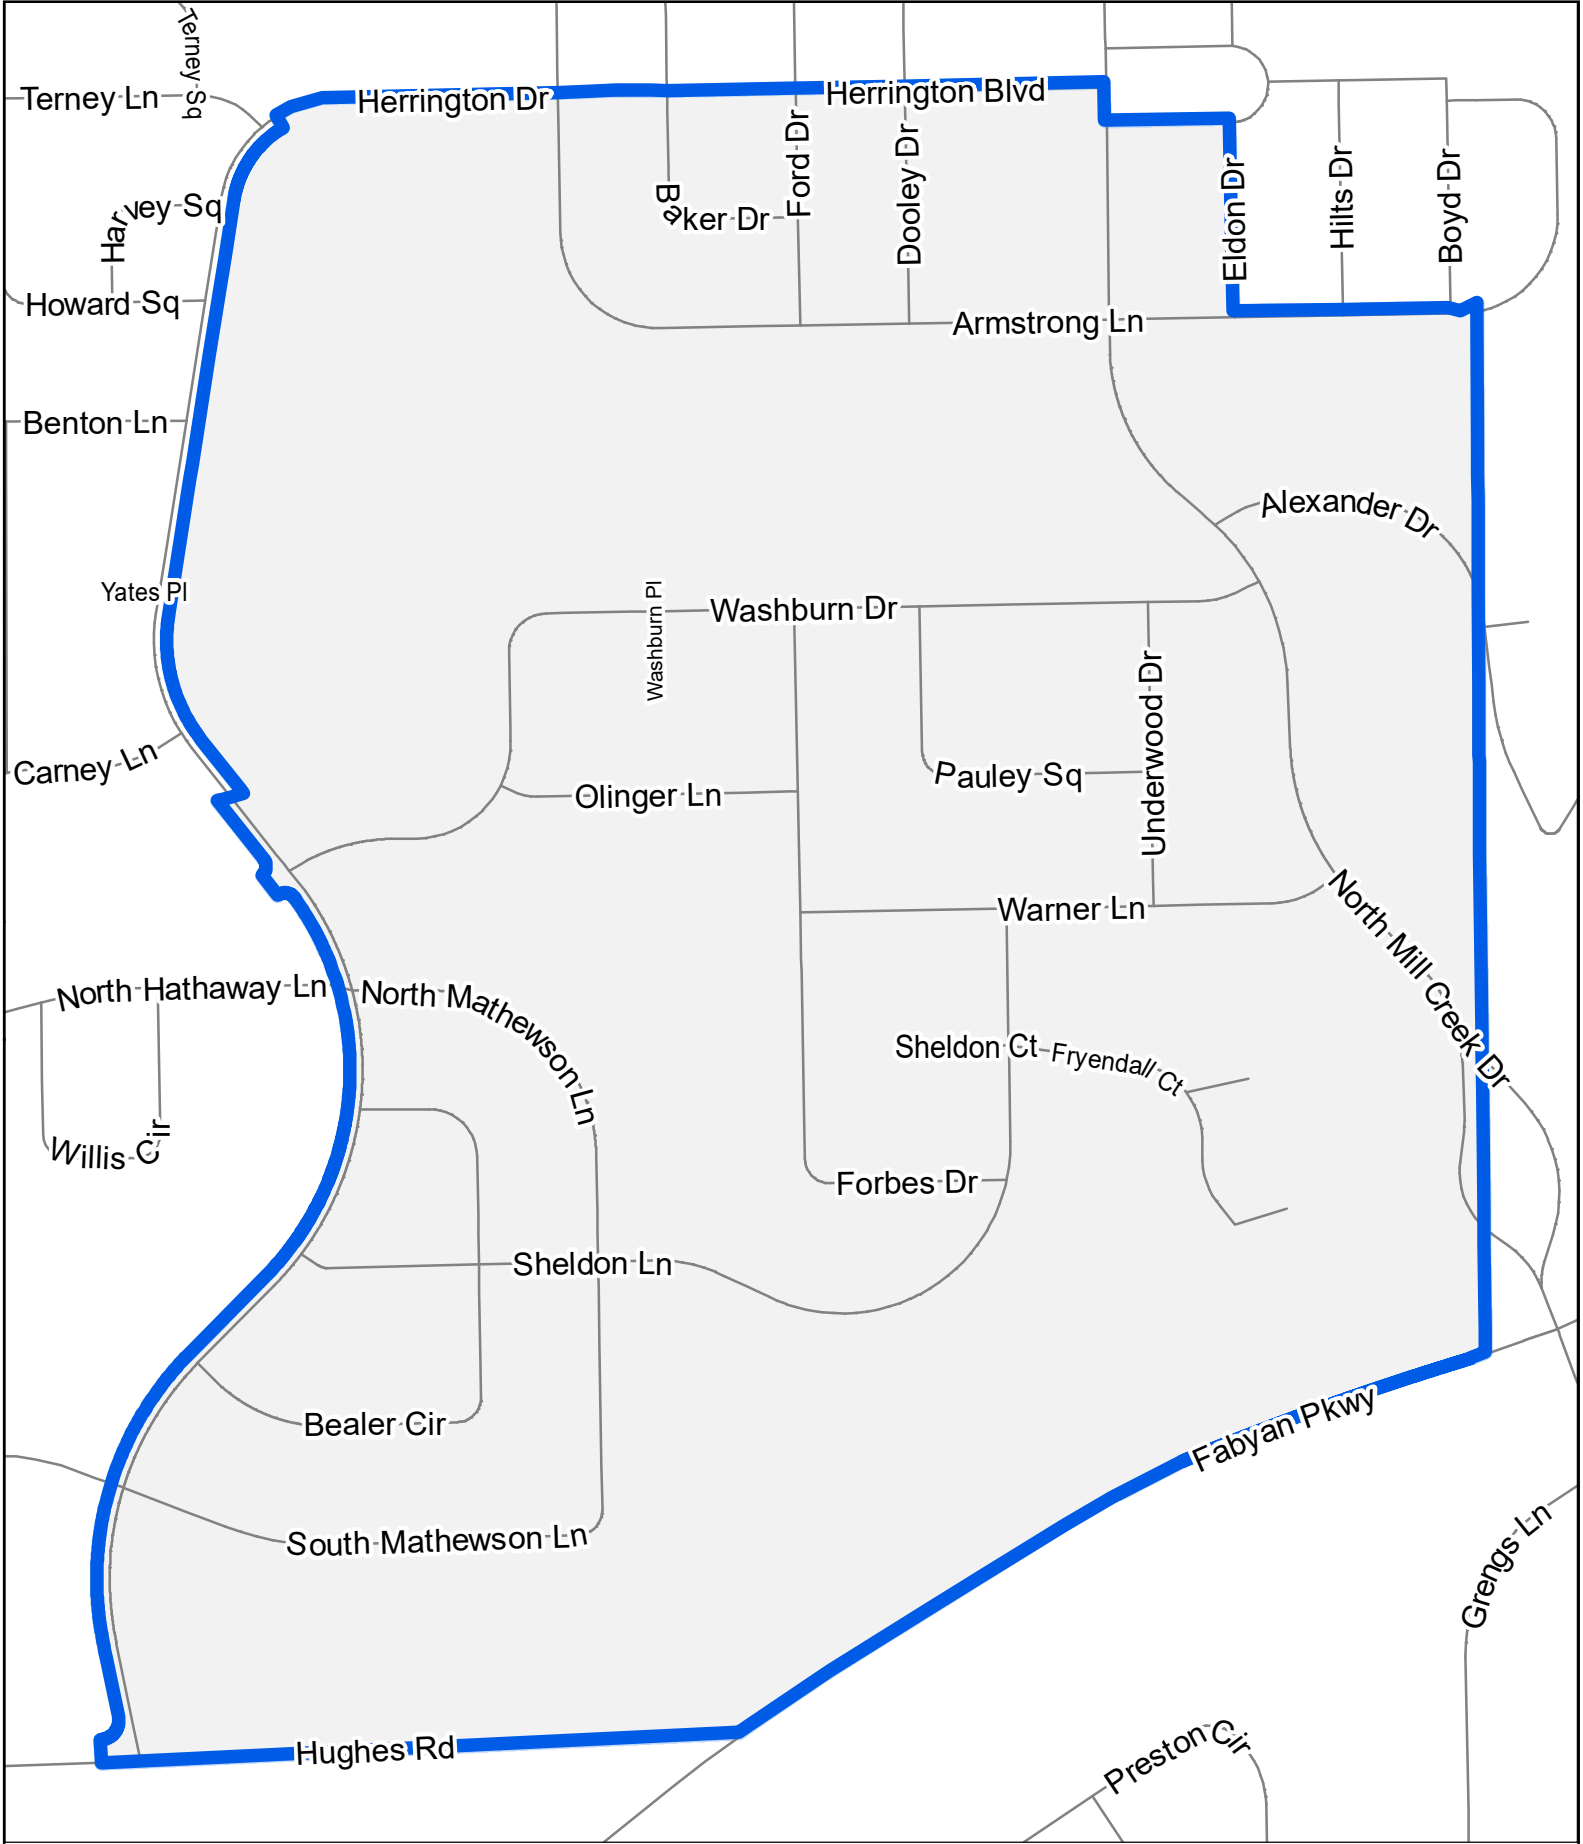 Terney Sq
Terney Ln
Herrington Dr
Herrington Blvd
Ford Dr
Dooley Dr
Baker Dr
Eldon Dr
Hilts Dr
Boyd Dr
Harvey Sq
Howard Sq
Armstrong Ln
Benton Ln
Alexander Dr
Yates Pl
Washburn Pl
Washburn Dr
Underwood Dr
Carney Ln
Olinger Ln
Pauley Sq
Warner Ln
North Mill Creek Dr
North Hathaway Ln
North Mathewson Ln
Sheldon Ct
Fryendall Ct
Willis Cir
Forbes Dr
Sheldon Ln
Bealer Cir
Fabyan Pkwy
South Mathewson Ln
Grengs Ln
Hughes Rd
Preston Cir